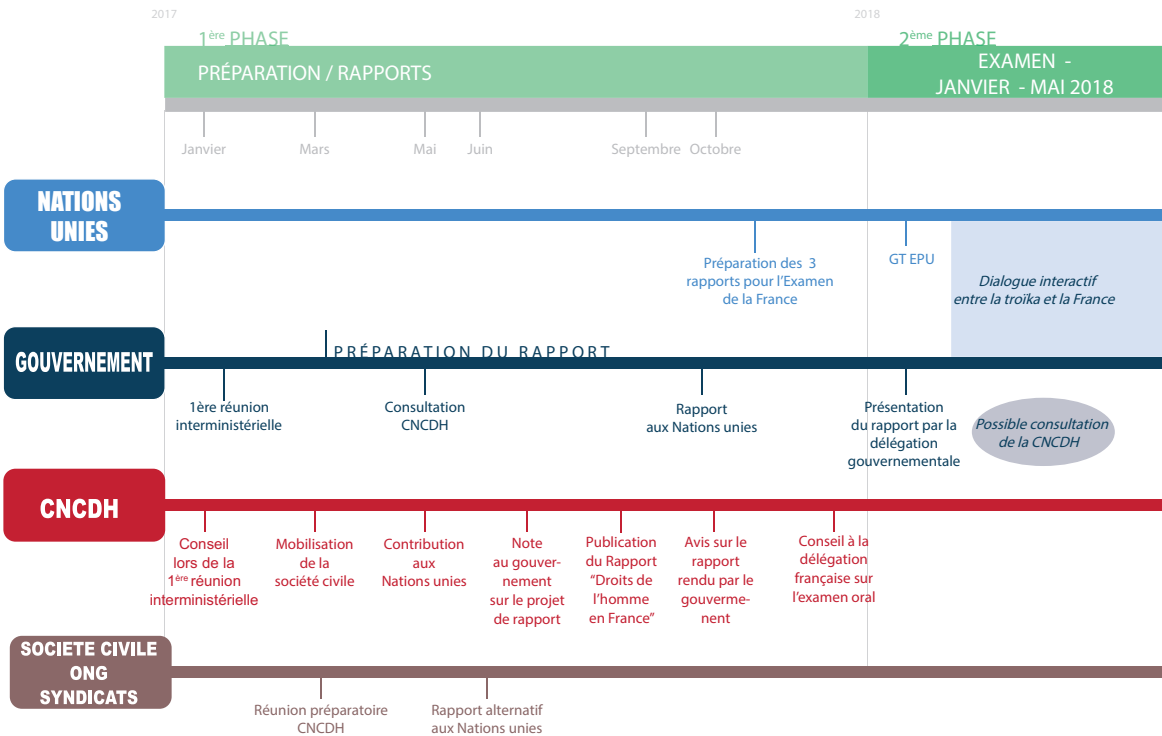 2017
2018
1ère PHASE
2ème PHASE
PRÉPARATION / RAPPORTS
EXAMEN -
JANVIER - MAI 2018
Janvier
Mars
Mai
Juin
Septembre
Octobre
NATIONS
UNIES
Préparation des 3
rapports pour l'Examen
de la France
GT EPU
Dialogue interactif
entre la troïka et la France
GOUVERNEMENT
PRÉPARATION DU RAPPORT
1ère réunion
interministérielle
Consultation
CNCDH
Rapport
aux Nations unies
Présentation
du rapport par la
délégation
gouvernementale
Possible consultation
de la CNCDH
CNCDH
Conseil
lors de la
1ère réunion
interministérielle
Mobilisation
de la
société civile
Contribution
aux
Nations unies
Note
au gouver-
nement
sur le projet
de rapport
Publication
du Rapport
"Droits de
l'homme
en France"
Avis sur le
rapport
rendu par le
gouverme-
nent
Conseil à la
délégation
française sur
l'examen oral
SOCIETE CIVILE
ONG
SYNDICATS
Réunion préparatoire
CNCDH
Rapport alternatif
aux Nations unies